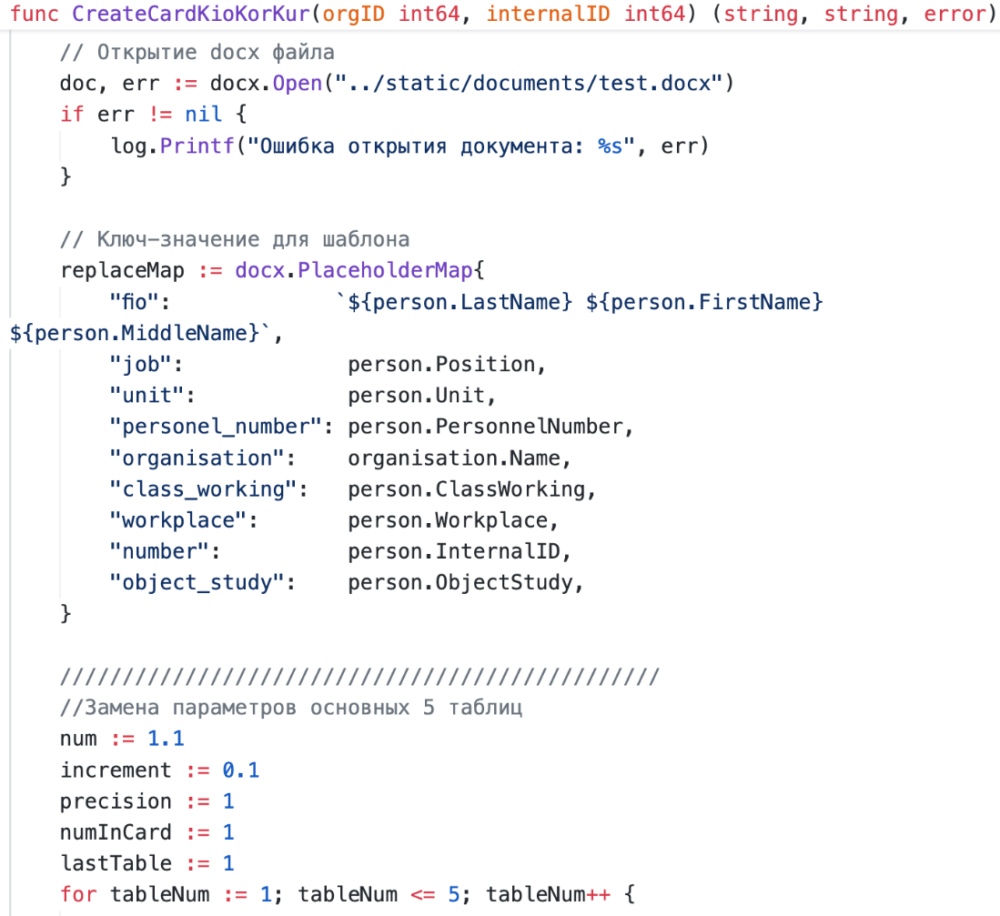 func CreateCardKioKorKur(orgID int64, internalID int64) (string, string, error)
// Открытие docx файла
doc, err := docx.Open("../static/documents/test.docx")
if err != nil {
log.Printf("Ошибка открытия документа: %s", err)
}
// Ключ-значение для шаблона
replaceMap := docx.PlaceholderMap{
"fio": `${person.LastName} ${person.FirstName}
${person.MiddleName}`,
"job": person.Position,
"unit": person.Unit,
"personel_number": person.PersonnelNumber,
"organisation": organisation.Name,
"class_working": person.ClassWorking,
"workplace": person.Workplace,
"number": person.InternalID,
"object_study": person.ObjectStudy,
}
////////////////////////////////////////////////
//Замена параметров основных 5 таблиц
num := 1.1
increment := 0.1
precision := 1
numInCard := 1
lastTable := 1
for tableNum := 1; tableNum <= 5; tableNum++ {